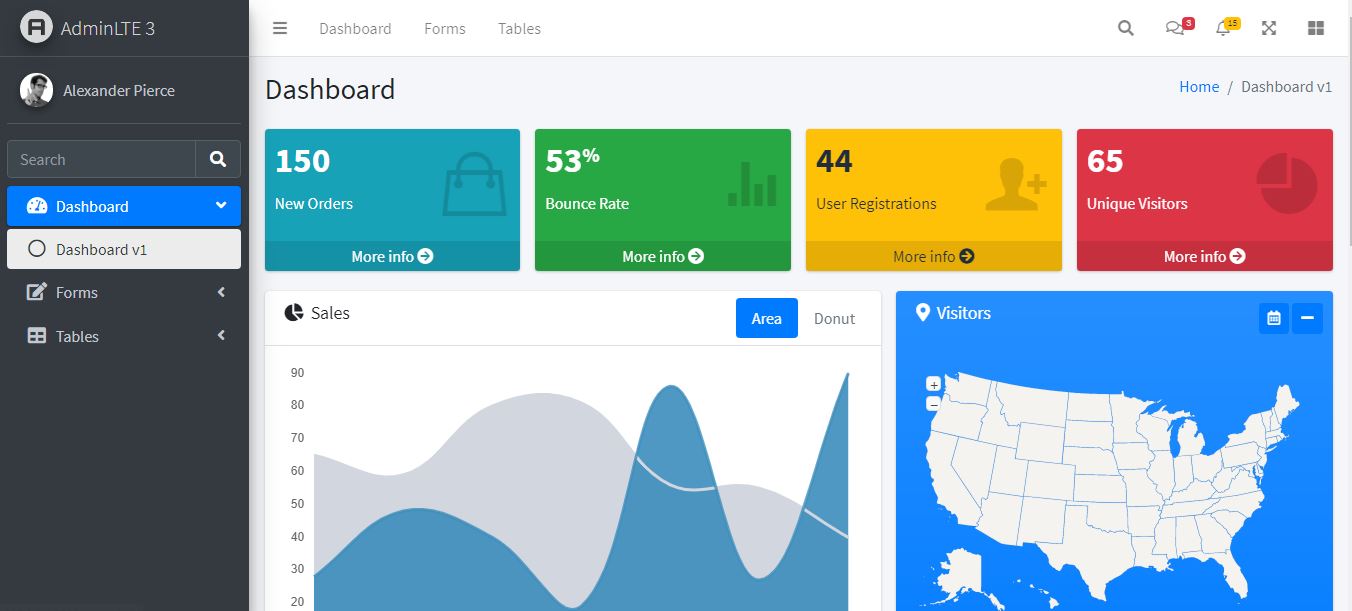 AdminLTE 3
Alexander Pierce
Search
Dashboard
Dashboard v1
Forms
Tables
Dashboard Forms Tables
3
15
Dashboard
Home / Dashboard v1
150
New Orders
More info
53%
Bounce Rate
More info
44
User Registrations
More info
65
Unique Visitors
More info
Sales
Area Donut
90
80
70
60
50
40
30
20
Visitors
+
−